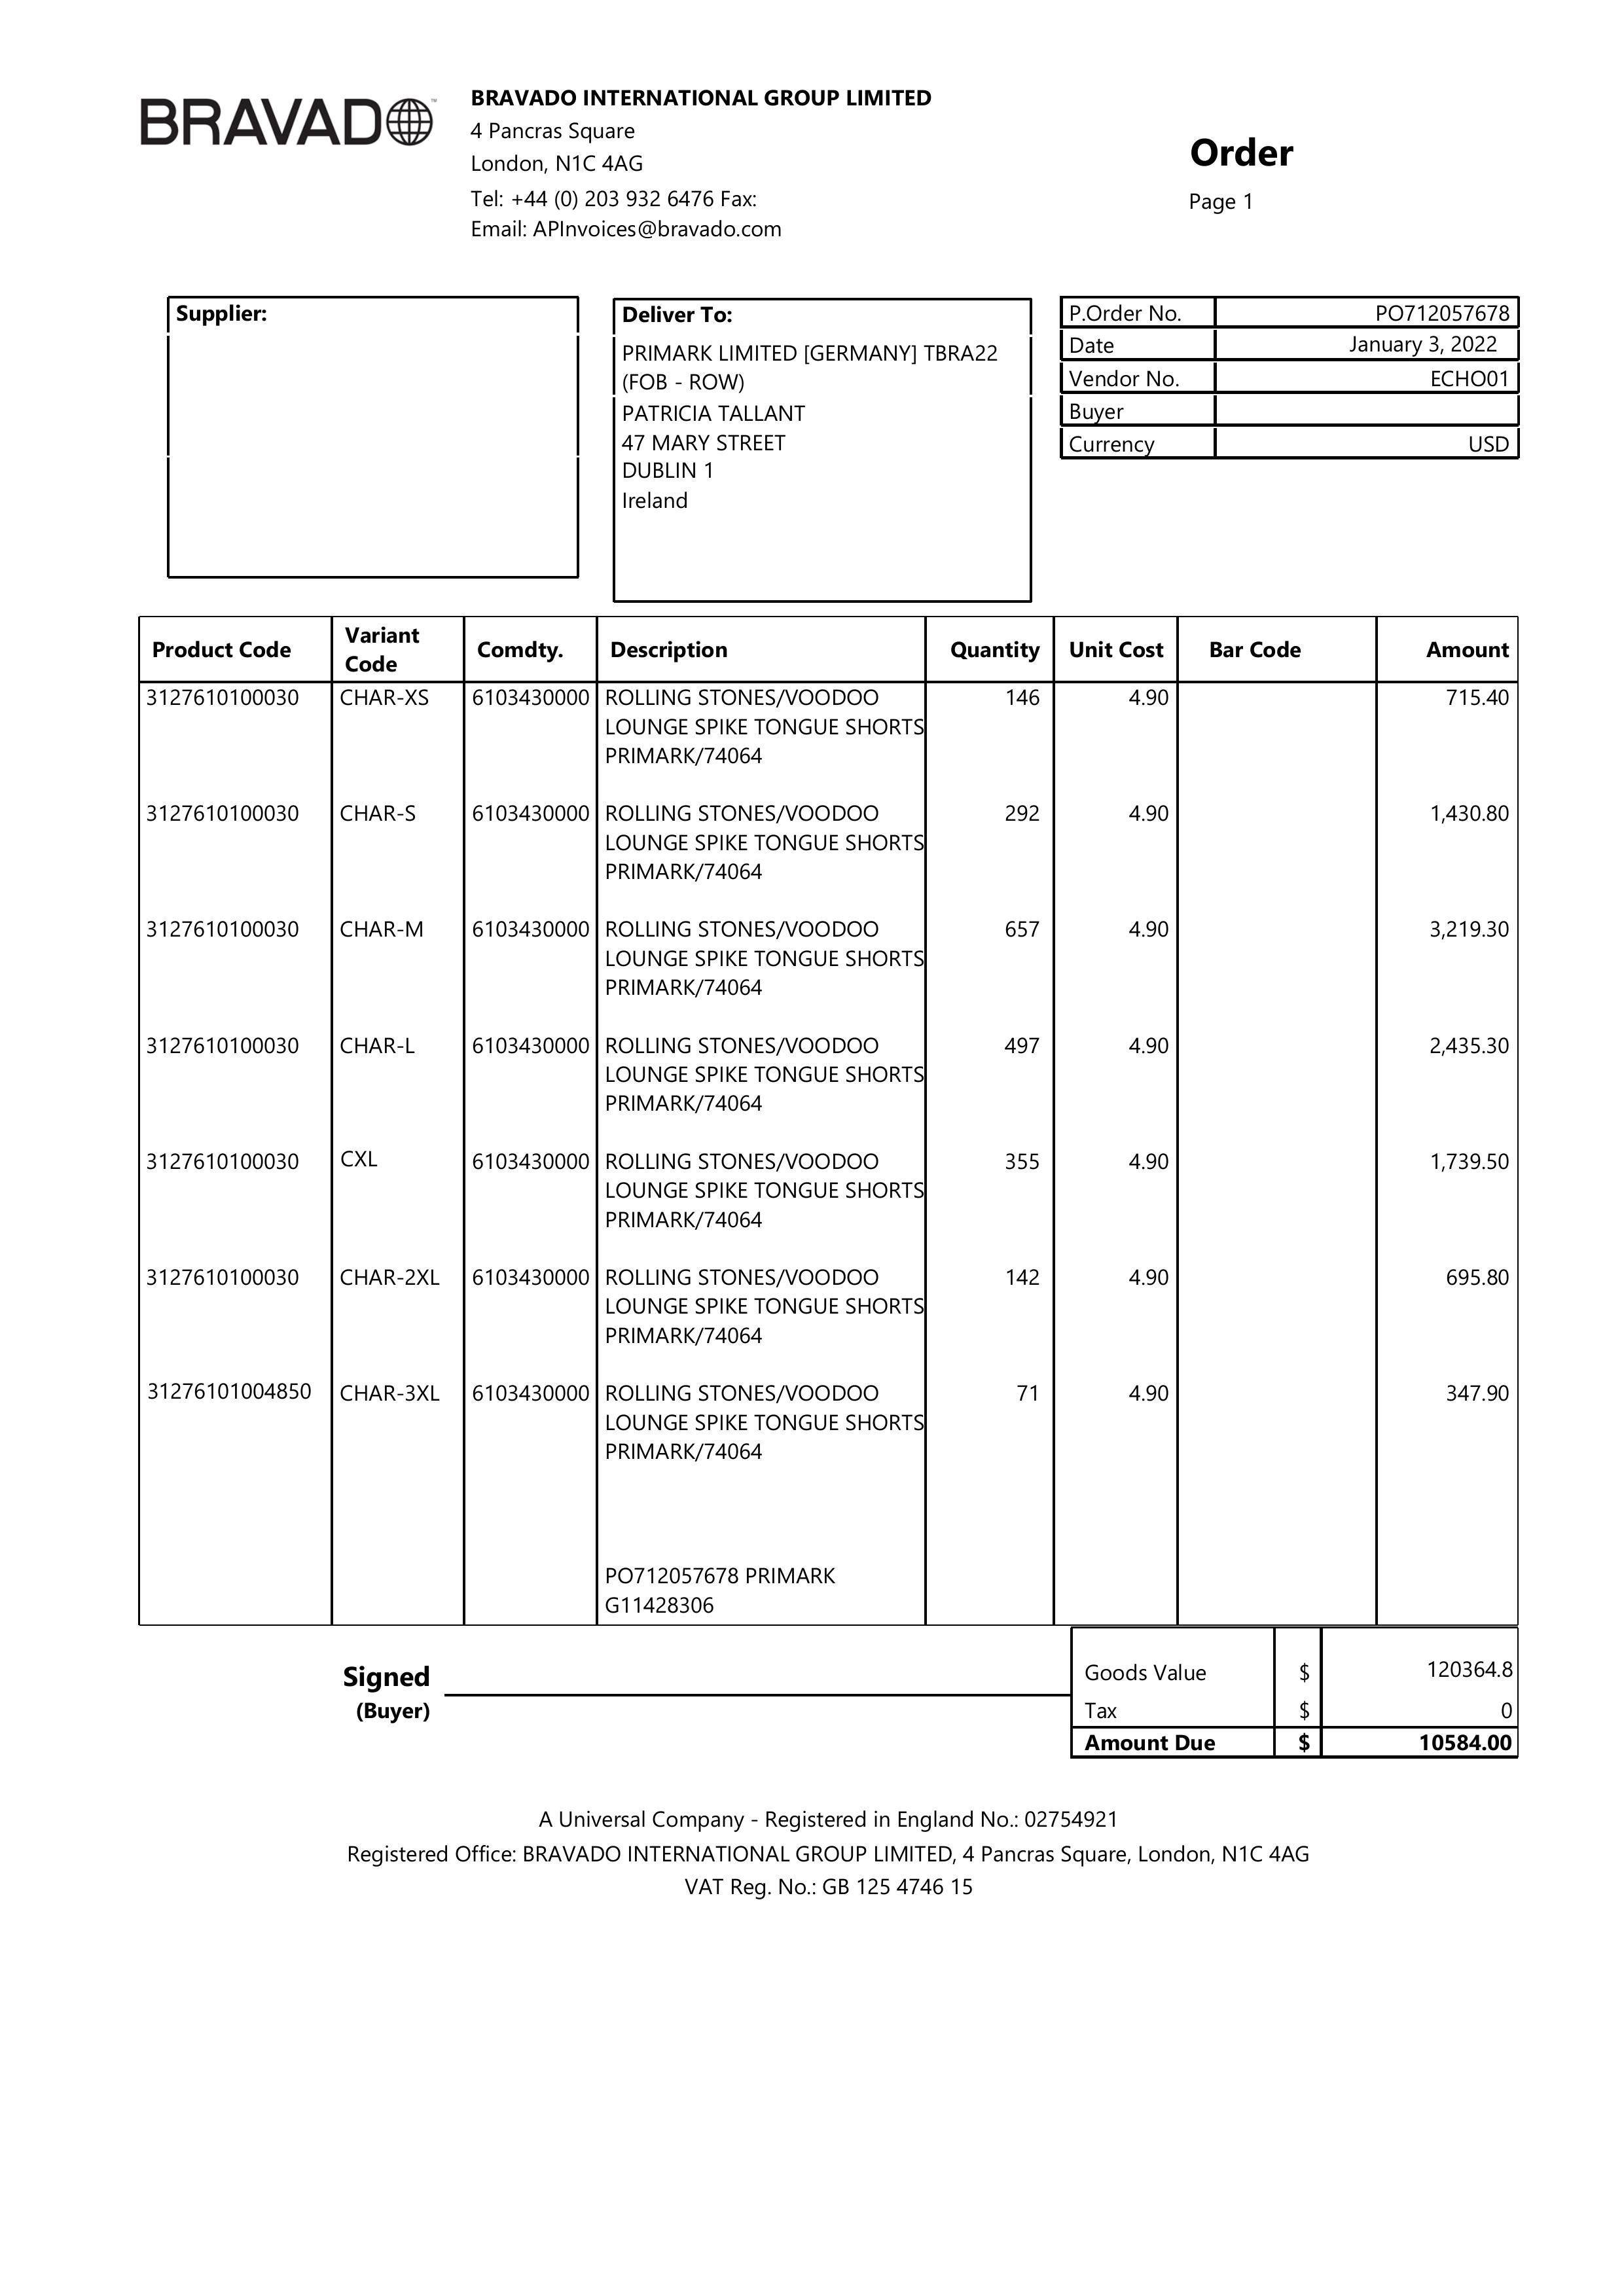 BRAVADO™
BRAVADO INTERNATIONAL GROUP LIMITED
4 Pancras Square
London, N1C 4AG
Tel: +44 (0) 203 932 6476 Fax:
Email: APInvoices@bravado.com
Order
Page 1
Supplier:
Deliver To:
PRIMARK LIMITED [GERMANY] TBRA22
(FOB - ROW)
PATRICIA TALLANT
47 MARY STREET
DUBLIN 1
Ireland
P.Order No. PO712057678
Date January 3, 2022
Vendor No. ECHO01
Buyer
Currency USD
Product Code Variant Code Comdty. Description Quantity Unit Cost Bar Code Amount
3127610100030 CHAR-XS 6103430000 ROLLING STONES/VOODOO 146 4.90 715.40
LOUNGE SPIKE TONGUE SHORTS
PRIMARK/74064
3127610100030 CHAR-S 6103430000 ROLLING STONES/VOODOO 292 4.90 1,430.80
LOUNGE SPIKE TONGUE SHORTS
PRIMARK/74064
3127610100030 CHAR-M 6103430000 ROLLING STONES/VOODOO 657 4.90 3,219.30
LOUNGE SPIKE TONGUE SHORTS
PRIMARK/74064
3127610100030 CHAR-L 6103430000 ROLLING STONES/VOODOO 497 4.90 2,435.30
LOUNGE SPIKE TONGUE SHORTS
PRIMARK/74064
3127610100030 CXL 6103430000 ROLLING STONES/VOODOO 355 4.90 1,739.50
LOUNGE SPIKE TONGUE SHORTS
PRIMARK/74064
3127610100030 CHAR-2XL 6103430000 ROLLING STONES/VOODOO 142 4.90 695.80
LOUNGE SPIKE TONGUE SHORTS
PRIMARK/74064
31276101004850 CHAR-3XL 6103430000 ROLLING STONES/VOODOO 71 4.90 347.90
LOUNGE SPIKE TONGUE SHORTS
PRIMARK/74064
PO712057678 PRIMARK
G11428306
Signed
(Buyer)
Goods Value $ 120364.8
Tax $ 0
Amount Due $ 10584.00
A Universal Company - Registered in England No.: 02754921
Registered Office: BRAVADO INTERNATIONAL GROUP LIMITED, 4 Pancras Square, London, N1C 4AG
VAT Reg. No.: GB 125 4746 15